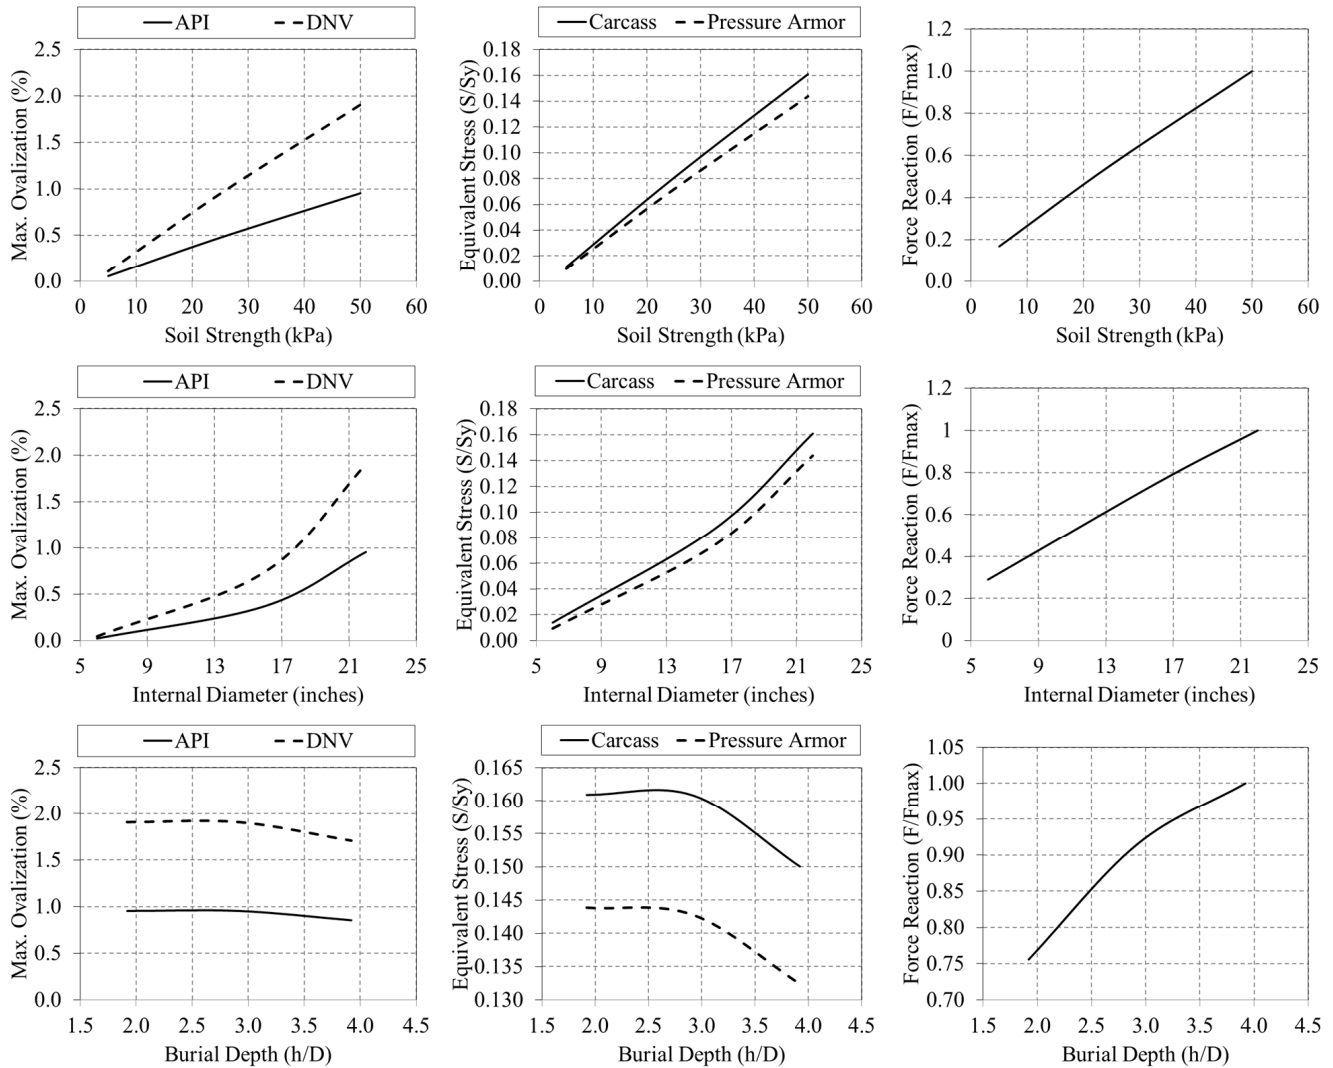 API DNV
Max. Ovalization (%)
2.5
2.0
1.5
1.0
0.5
0.0
0 10 20 30 40 50 60
Soil Strength (kPa)
Carcass Pressure Armor
Equivalent Stress (S/Sy)
0.18
0.16
0.14
0.12
0.10
0.08
0.06
0.04
0.02
0.00
0 10 20 30 40 50 60
Soil Strength (kPa)
Force Reaction (F/Fmax)
1.2
1.0
0.8
0.6
0.4
0.2
0.0
0 10 20 30 40 50 60
Soil Strength (kPa)
API DNV
Max. Ovalization (%)
2.5
2.0
1.5
1.0
0.5
0.0
5 9 13 17 21 25
Internal Diameter (inches)
Carcass Pressure Armor
Equivalent Stress (S/Sy)
0.18
0.16
0.14
0.12
0.10
0.08
0.06
0.04
0.02
0.00
5 9 13 17 21 25
Internal Diameter (inches)
Force Reaction (F/Fmax)
1.2
1
0.8
0.6
0.4
0.2
0
5 9 13 17 21 25
Internal Diameter (inches)
API DNV
Max. Ovalization (%)
2.5
2.0
1.5
1.0
0.5
0.0
1.5 2.0 2.5 3.0 3.5 4.0 4.5
Burial Depth (h/D)
Carcass Pressure Armor
Equivalent Stress (S/Sy)
0.165
0.160
0.155
0.150
0.145
0.140
0.135
0.130
1.5 2.0 2.5 3.0 3.5 4.0 4.5
Burial Depth (h/D)
Force Reaction (F/Fmax)
1.05
1.00
0.95
0.90
0.85
0.80
0.75
0.70
1.5 2.0 2.5 3.0 3.5 4.0 4.5
Burial Depth (h/D)